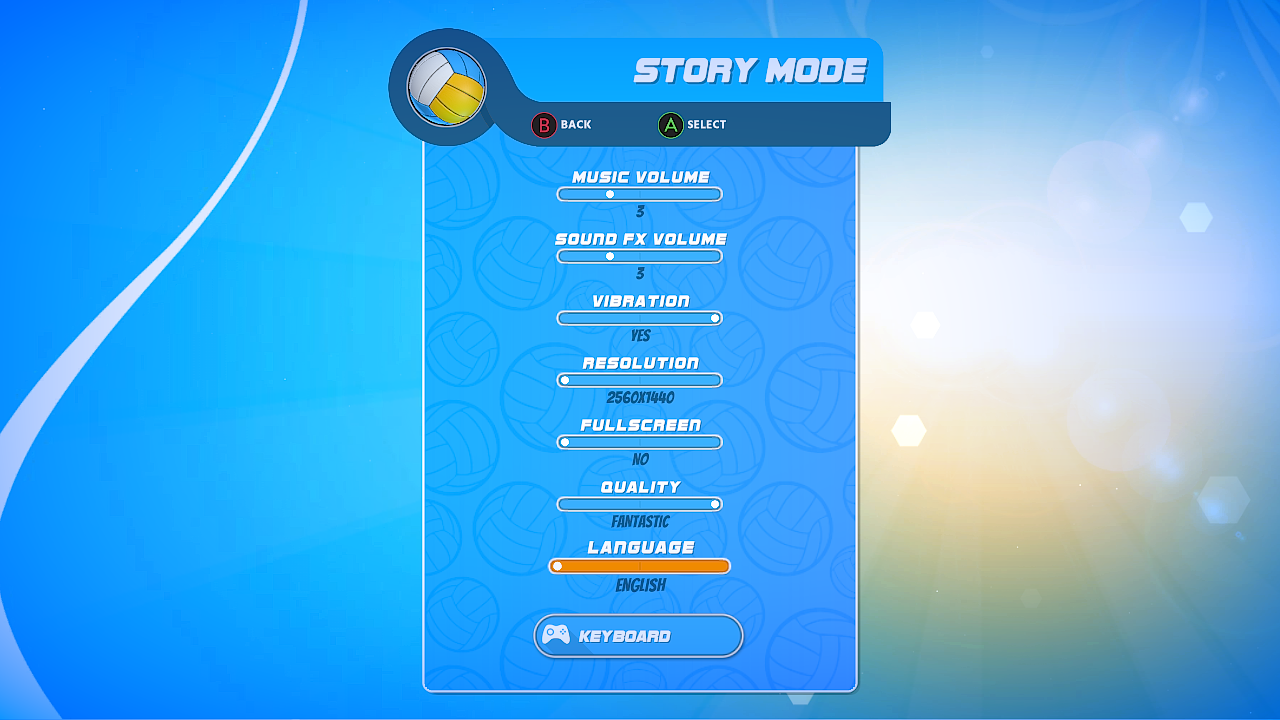 STORY MODE
B BACK A SELECT
MUSIC VOLUME
3
SOUND FX VOLUME
3
VIBRATION
YES
RESOLUTION
2560X1440
FULLSCREEN
NO
QUALITY
FANTASTIC
LANGUAGE
ENGLISH
KEYBOARD